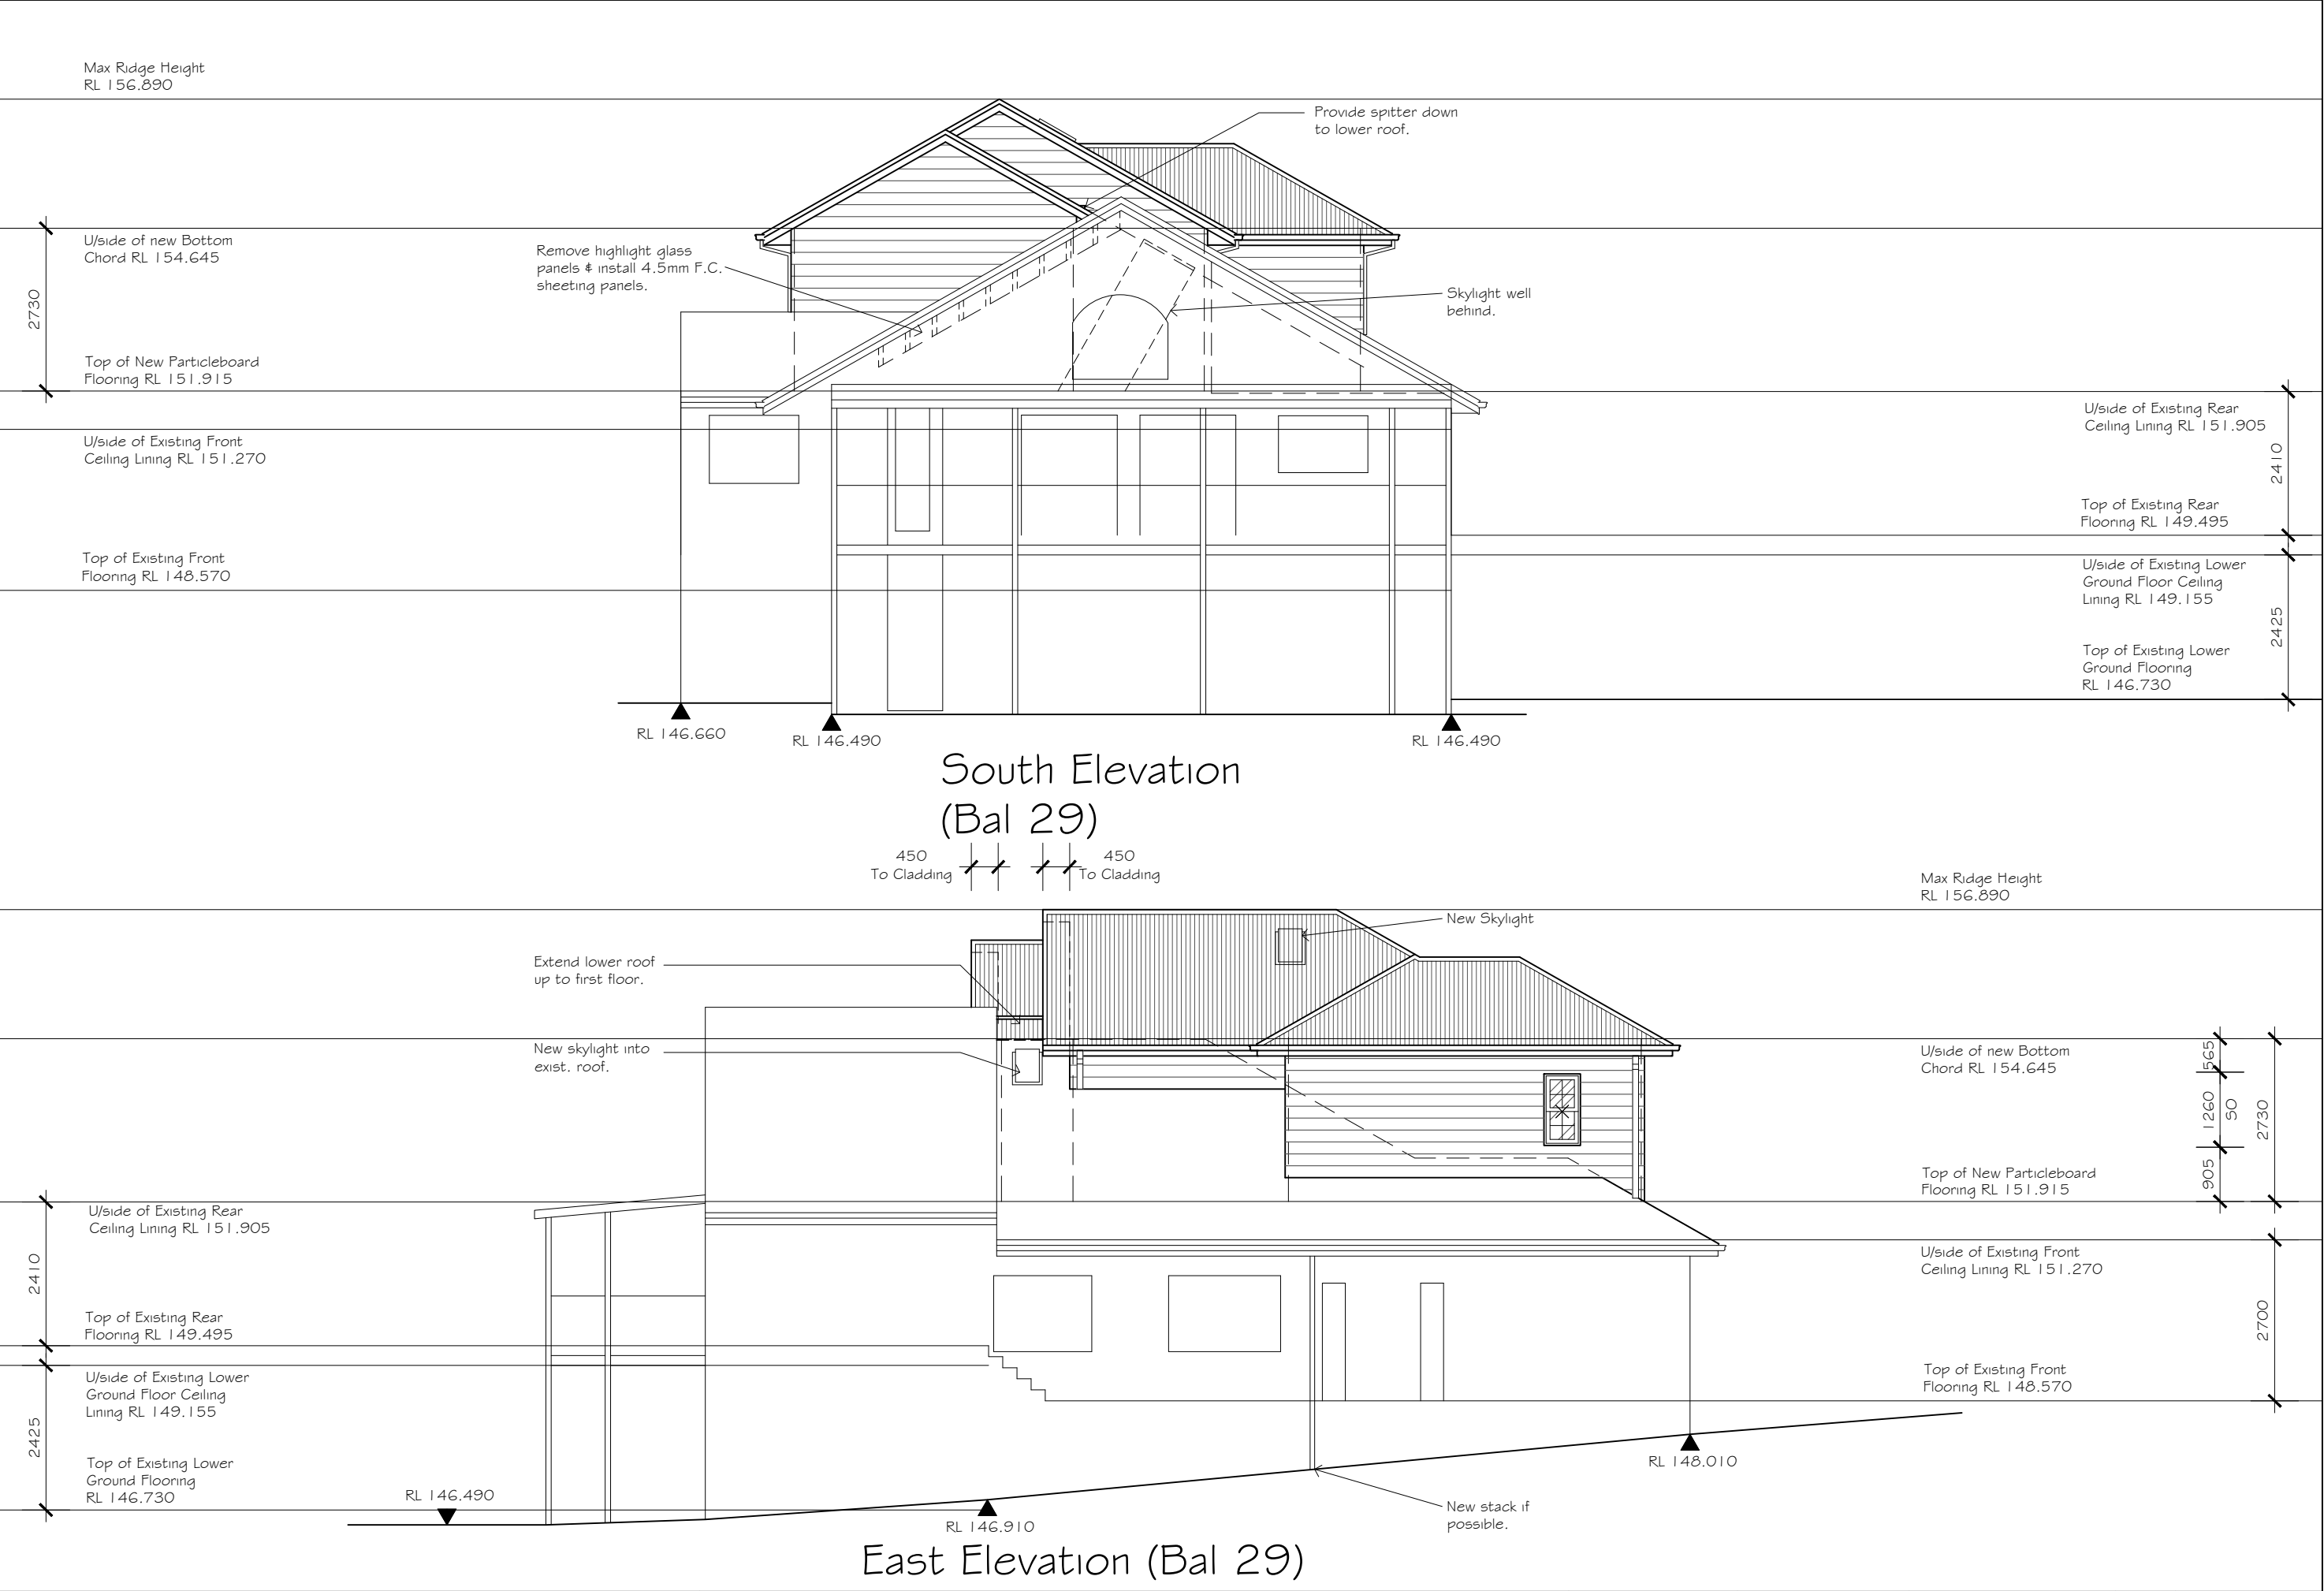 Max Ridge Height
RL 156.890
Provide spitter down
to lower roof.
U/side of new Bottom
Chord RL 154.645
Remove highlight glass
panels & install 4.5mm F.C.
sheeting panels.
Skylight well
behind.
2730
Top of New Particleboard
Flooring RL 151.915
U/side of Existing Rear
Ceiling Lining RL 151.905
U/side of Existing Front
Ceiling Lining RL 151.270
2410
Top of Existing Rear
Flooring RL 149.495
Top of Existing Front
Flooring RL 148.570
U/side of Existing Lower
Ground Floor Ceiling
Lining RL 149.155
2425
Top of Existing Lower
Ground Flooring
RL 146.730
RL 146.660
RL 146.490
RL 146.490
South Elevation
(Bal 29)
450
To Cladding
450
To Cladding
Max Ridge Height
RL 156.890
New Skylight
Extend lower roof
up to first floor.
New skylight into
exist. roof.
U/side of new Bottom
Chord RL 154.645
565
1260
SO
905
2730
Top of New Particleboard
Flooring RL 151.915
U/side of Existing Rear
Ceiling Lining RL 151.905
U/side of Existing Front
Ceiling Lining RL 151.270
2410
2700
Top of Existing Rear
Flooring RL 149.495
Top of Existing Front
Flooring RL 148.570
U/side of Existing Lower
Ground Floor Ceiling
Lining RL 149.155
2425
Top of Existing Lower
Ground Flooring
RL 146.730
RL 146.490
RL 146.910
RL 148.010
New stack if
possible.
East Elevation (Bal 29)